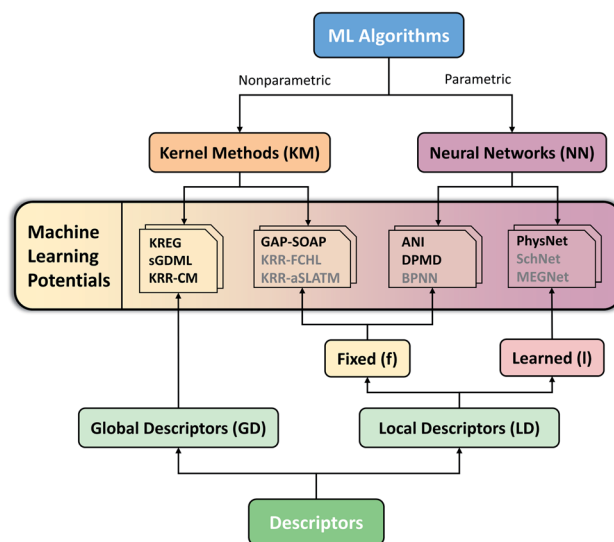 ML Algorithms
Nonparametric
Parametric
Kernel Methods (KM)
Neural Networks (NN)
Machine
Learning
Potentials
KREG
sGDML
KRR-CM
GAP-SOAP
KRR-FCHL
KRR-aSLATM
ANI
DPMD
BPNN
PhysNet
SchNet
MEGNet
Fixed (f)
Learned (l)
Global Descriptors (GD)
Local Descriptors (LD)
Descriptors